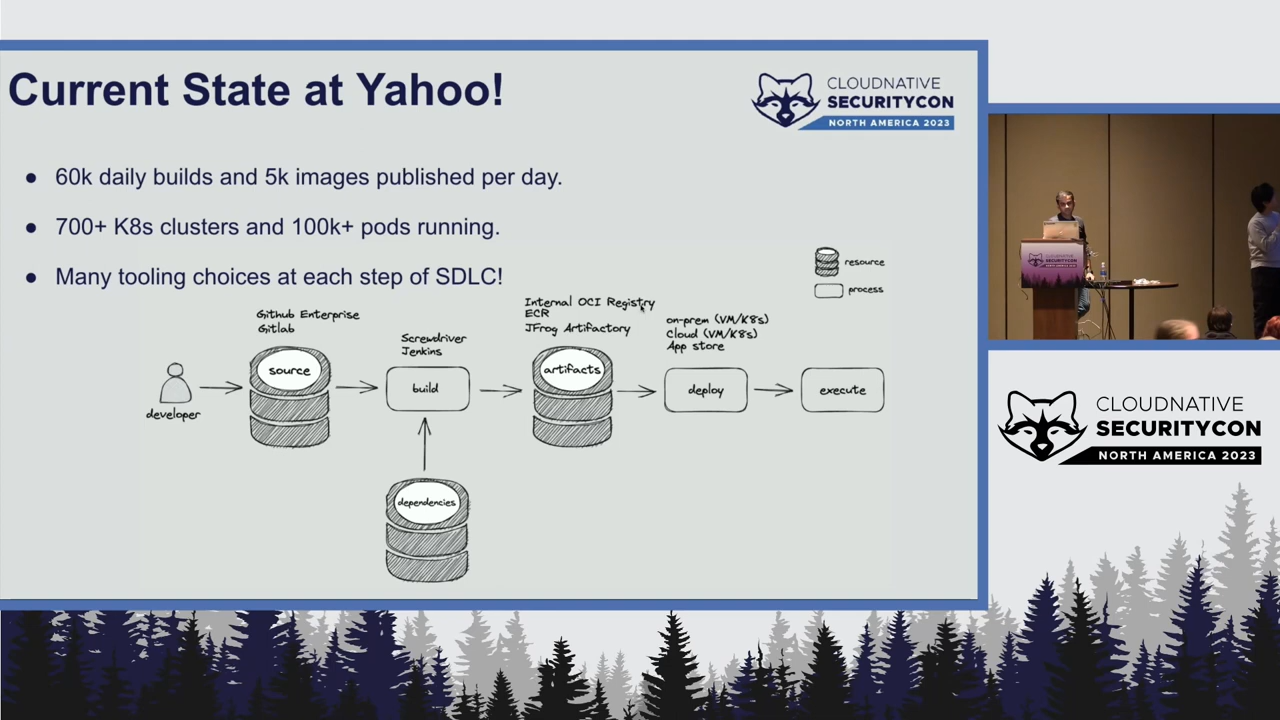 Current State at Yahoo!
CLOUDNATIVE
SECURITYCON
NORTH AMERICA 2023
● 60k daily builds and 5k images published per day.
● 700+ K8s clusters and 100k+ pods running.
● Many tooling choices at each step of SDLC!
resource
process
Github Enterprise
Gitlab
Screwdriver
Jenkins
Internal OCI Registry
ECR
JFrog Artifactory
on-prem (VM/K8s)
Cloud (VM/K8s)
App store
developer
source
build
artifacts
deploy
execute
dependencies
CLOUDNATIVE
SECURITYCON
NORTH AMERICA 2023